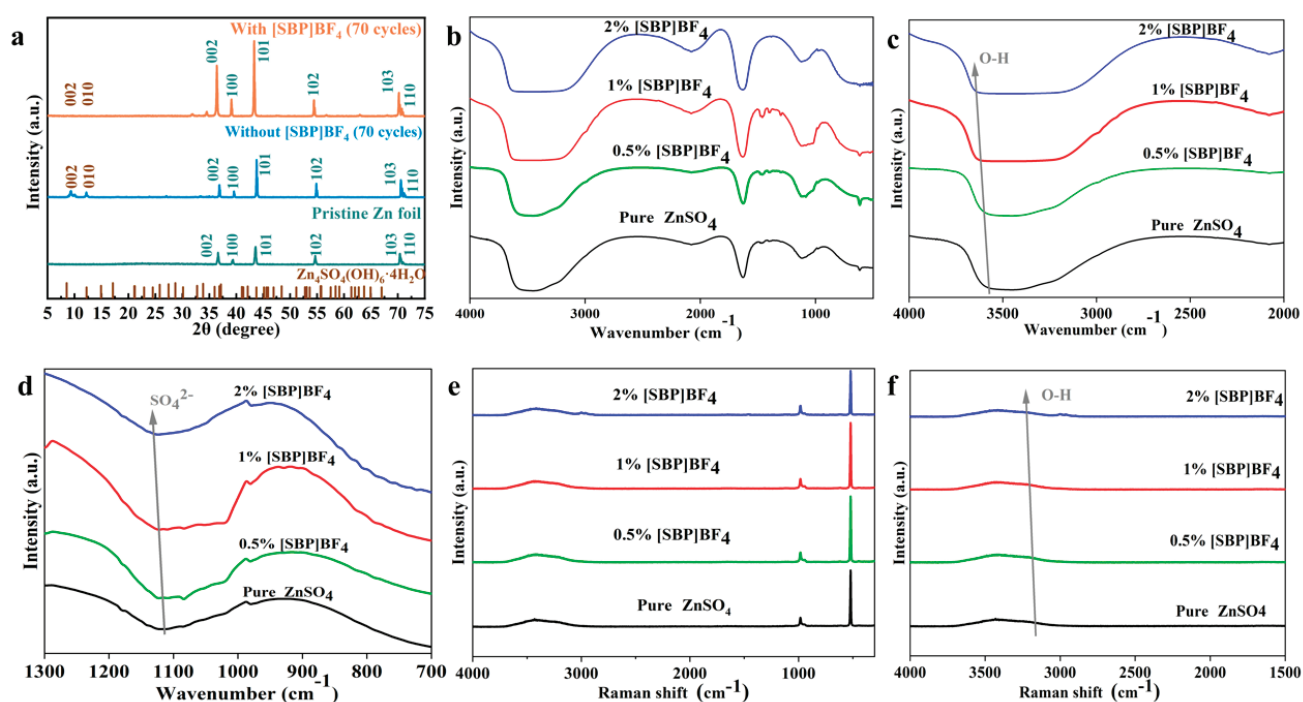 a
With [SBP]BF₄ (70 cycles)
002
010
002
100
101
102
103
110
Without [SBP]BF₄ (70 cycles)
002
010
002
100
101
102
103
110
Pristine Zn foil
002
100
101
102
103
110
Zn₄SO₄(OH)₆·4H₂O
5 15 25 35 45 55 65 75
2θ (degree)
Intensity (a.u.)
b
2% [SBP]BF₄
1% [SBP]BF₄
0.5% [SBP]BF₄
Pure ZnSO₄
4000 3000 2000 1000
Wavenumber (cm⁻¹)
Intensity (a.u.)
c
O-H
2% [SBP]BF₄
1% [SBP]BF₄
0.5% [SBP]BF₄
Pure ZnSO₄
4000 3500 3000 2500 2000
Wavenumber (cm⁻¹)
Intensity (a.u.)
d
SO₄²⁻
2% [SBP]BF₄
1% [SBP]BF₄
0.5% [SBP]BF₄
Pure ZnSO₄
1300 1200 1100 1000 900 800 700
Wavenumber (cm⁻¹)
Intensity (a.u.)
e
2% [SBP]BF₄
1% [SBP]BF₄
0.5% [SBP]BF₄
Pure ZnSO₄
4000 3000 2000 1000
Raman shift (cm⁻¹)
Intensity (a.u.)
f
O-H
2% [SBP]BF₄
1% [SBP]BF₄
0.5% [SBP]BF₄
Pure ZnSO4
4000 3500 3000 2500 2000 1500
Raman shift (cm⁻¹)
Intensity (a.u.)